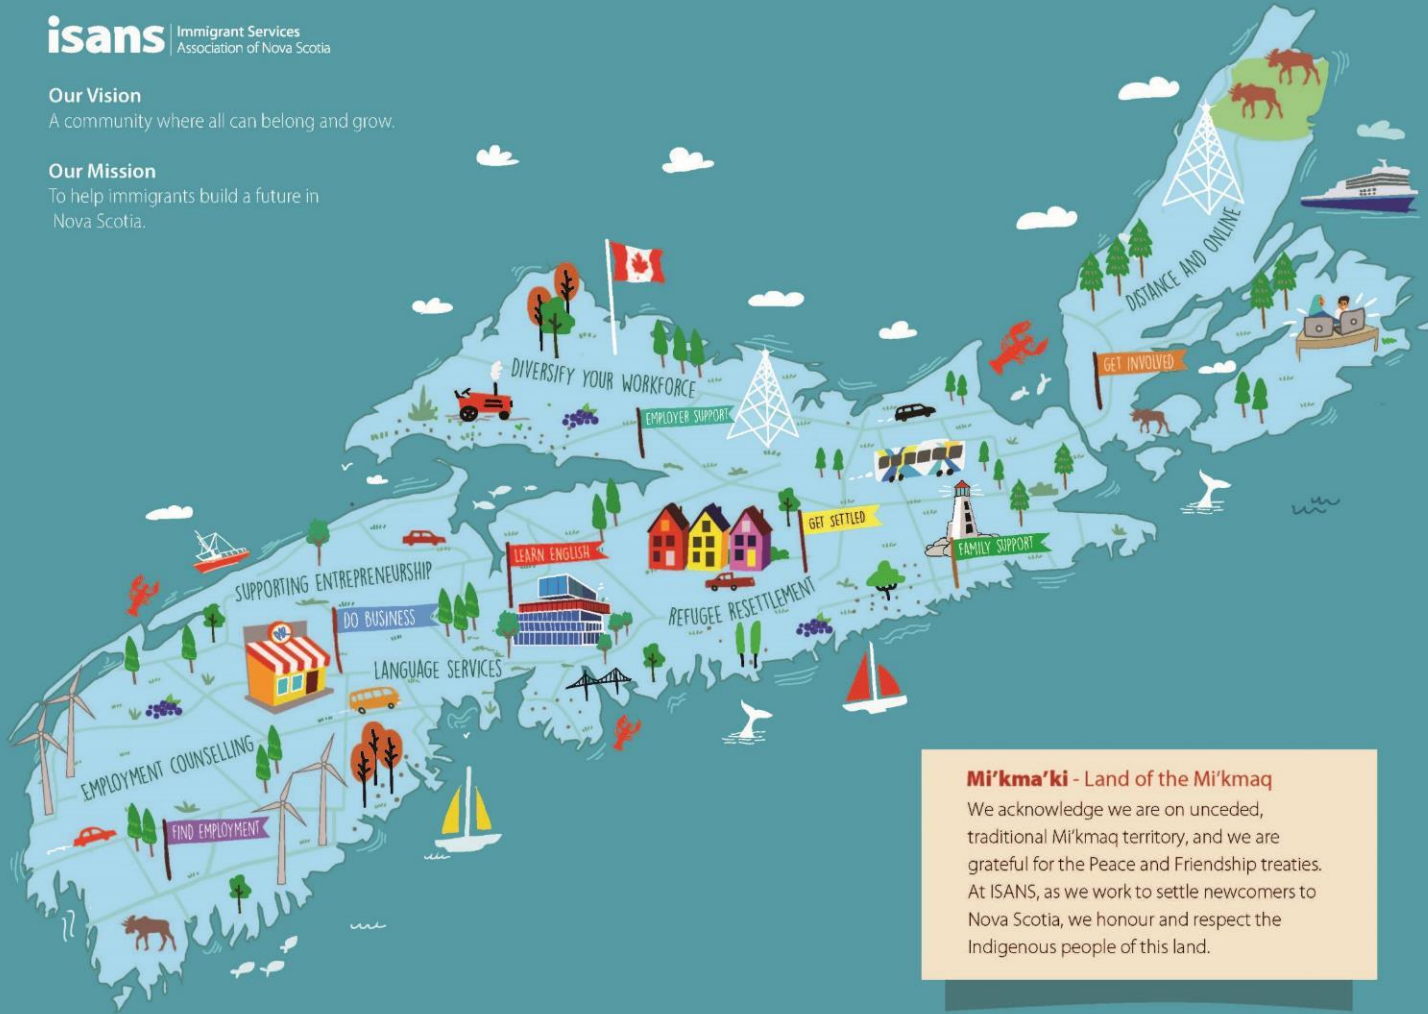 isans
Immigrant Services
Association of Nova Scotia
Our Vision
A community where all can belong and grow.
Our Mission
To help immigrants build a future in
Nova Scotia.
DISTANCE AND ONLINE
GET INVOLVED
DIVERSIFY YOUR WORKFORCE
EMPLOYER SUPPORT
GET SETTLED
FAMILY SUPPORT
LEARN ENGLISH
SUPPORTING ENTREPRENEURSHIP
REFUGEE RESETTLEMENT
DO BUSINESS
LANGUAGE SERVICES
EMPLOYMENT COUNSELLING
FIND EMPLOYMENT
Mi'kma'ki - Land of the Mi'kmaq
We acknowledge we are on unceded,
traditional Mi'kmaq territory, and we are
grateful for the Peace and Friendship treaties.
At ISANS, as we work to settle newcomers to
Nova Scotia, we honour and respect the
Indigenous people of this land.